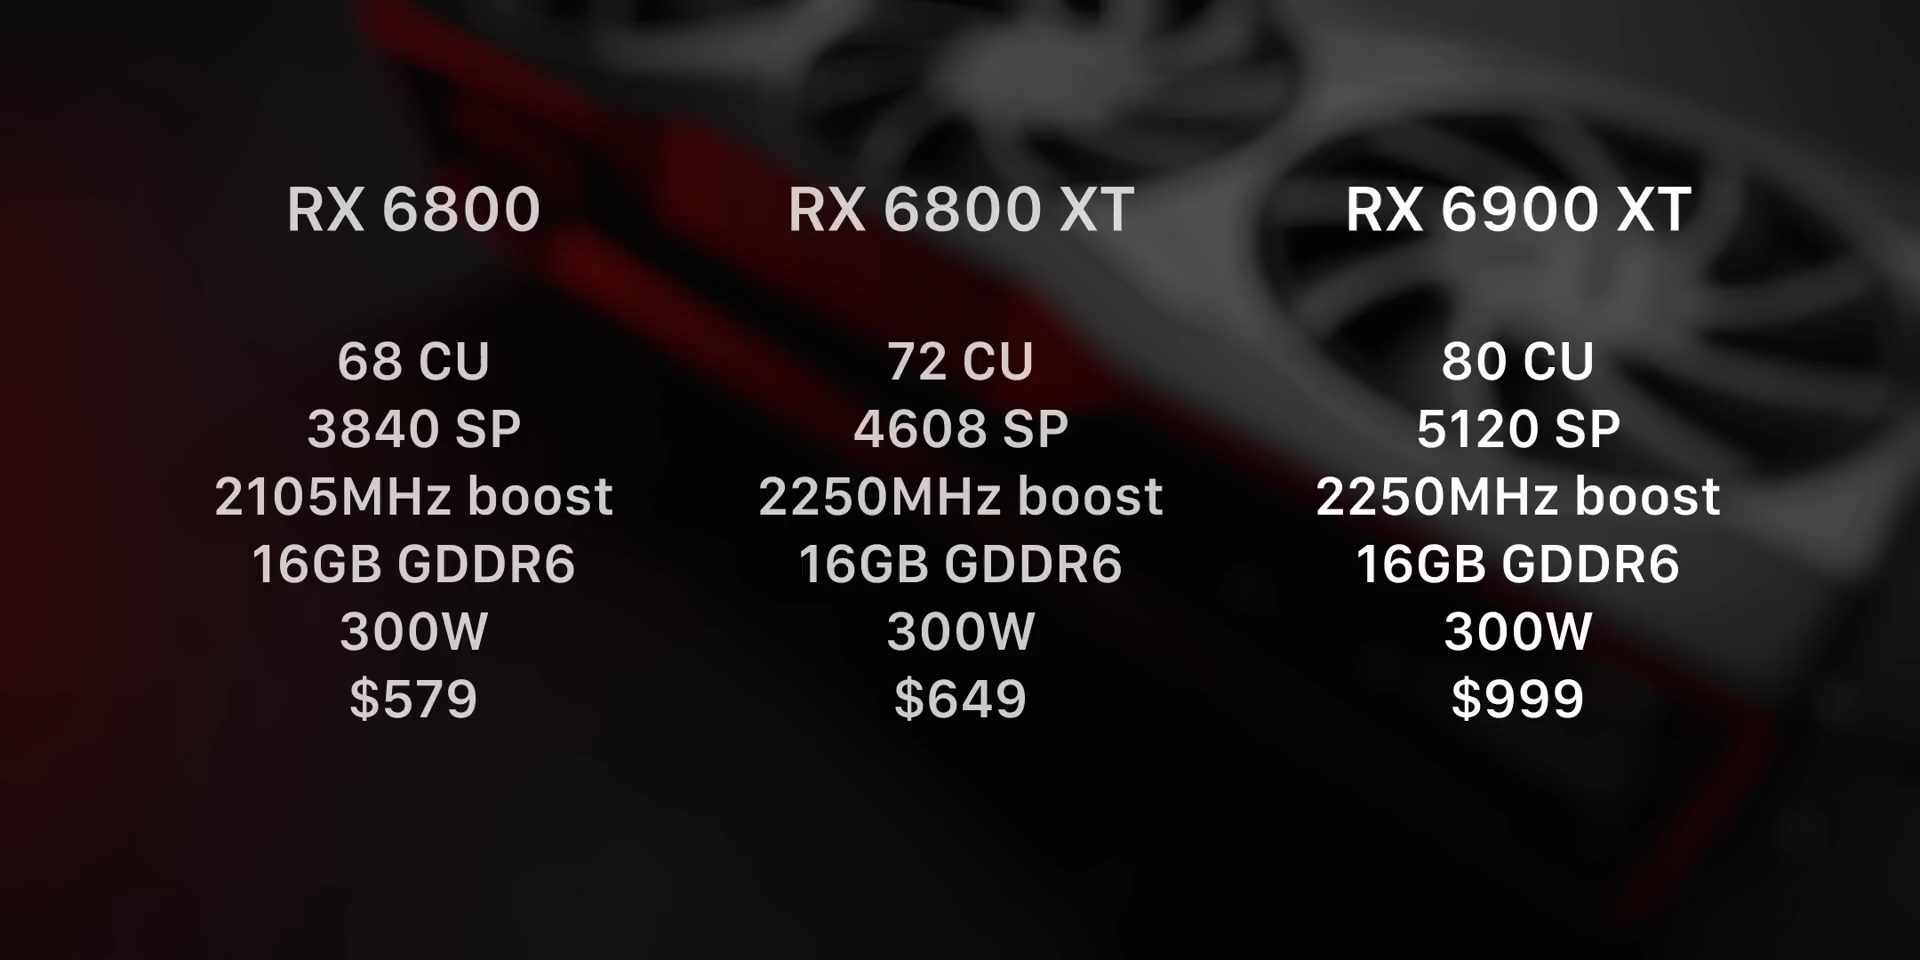 RX 6800
68 CU
3840 SP
2105MHz boost
16GB GDDR6
300W
$579
RX 6800 XT
72 CU
4608 SP
2250MHz boost
16GB GDDR6
300W
$649
RX 6900 XT
80 CU
5120 SP
2250MHz boost
16GB GDDR6
300W
$999